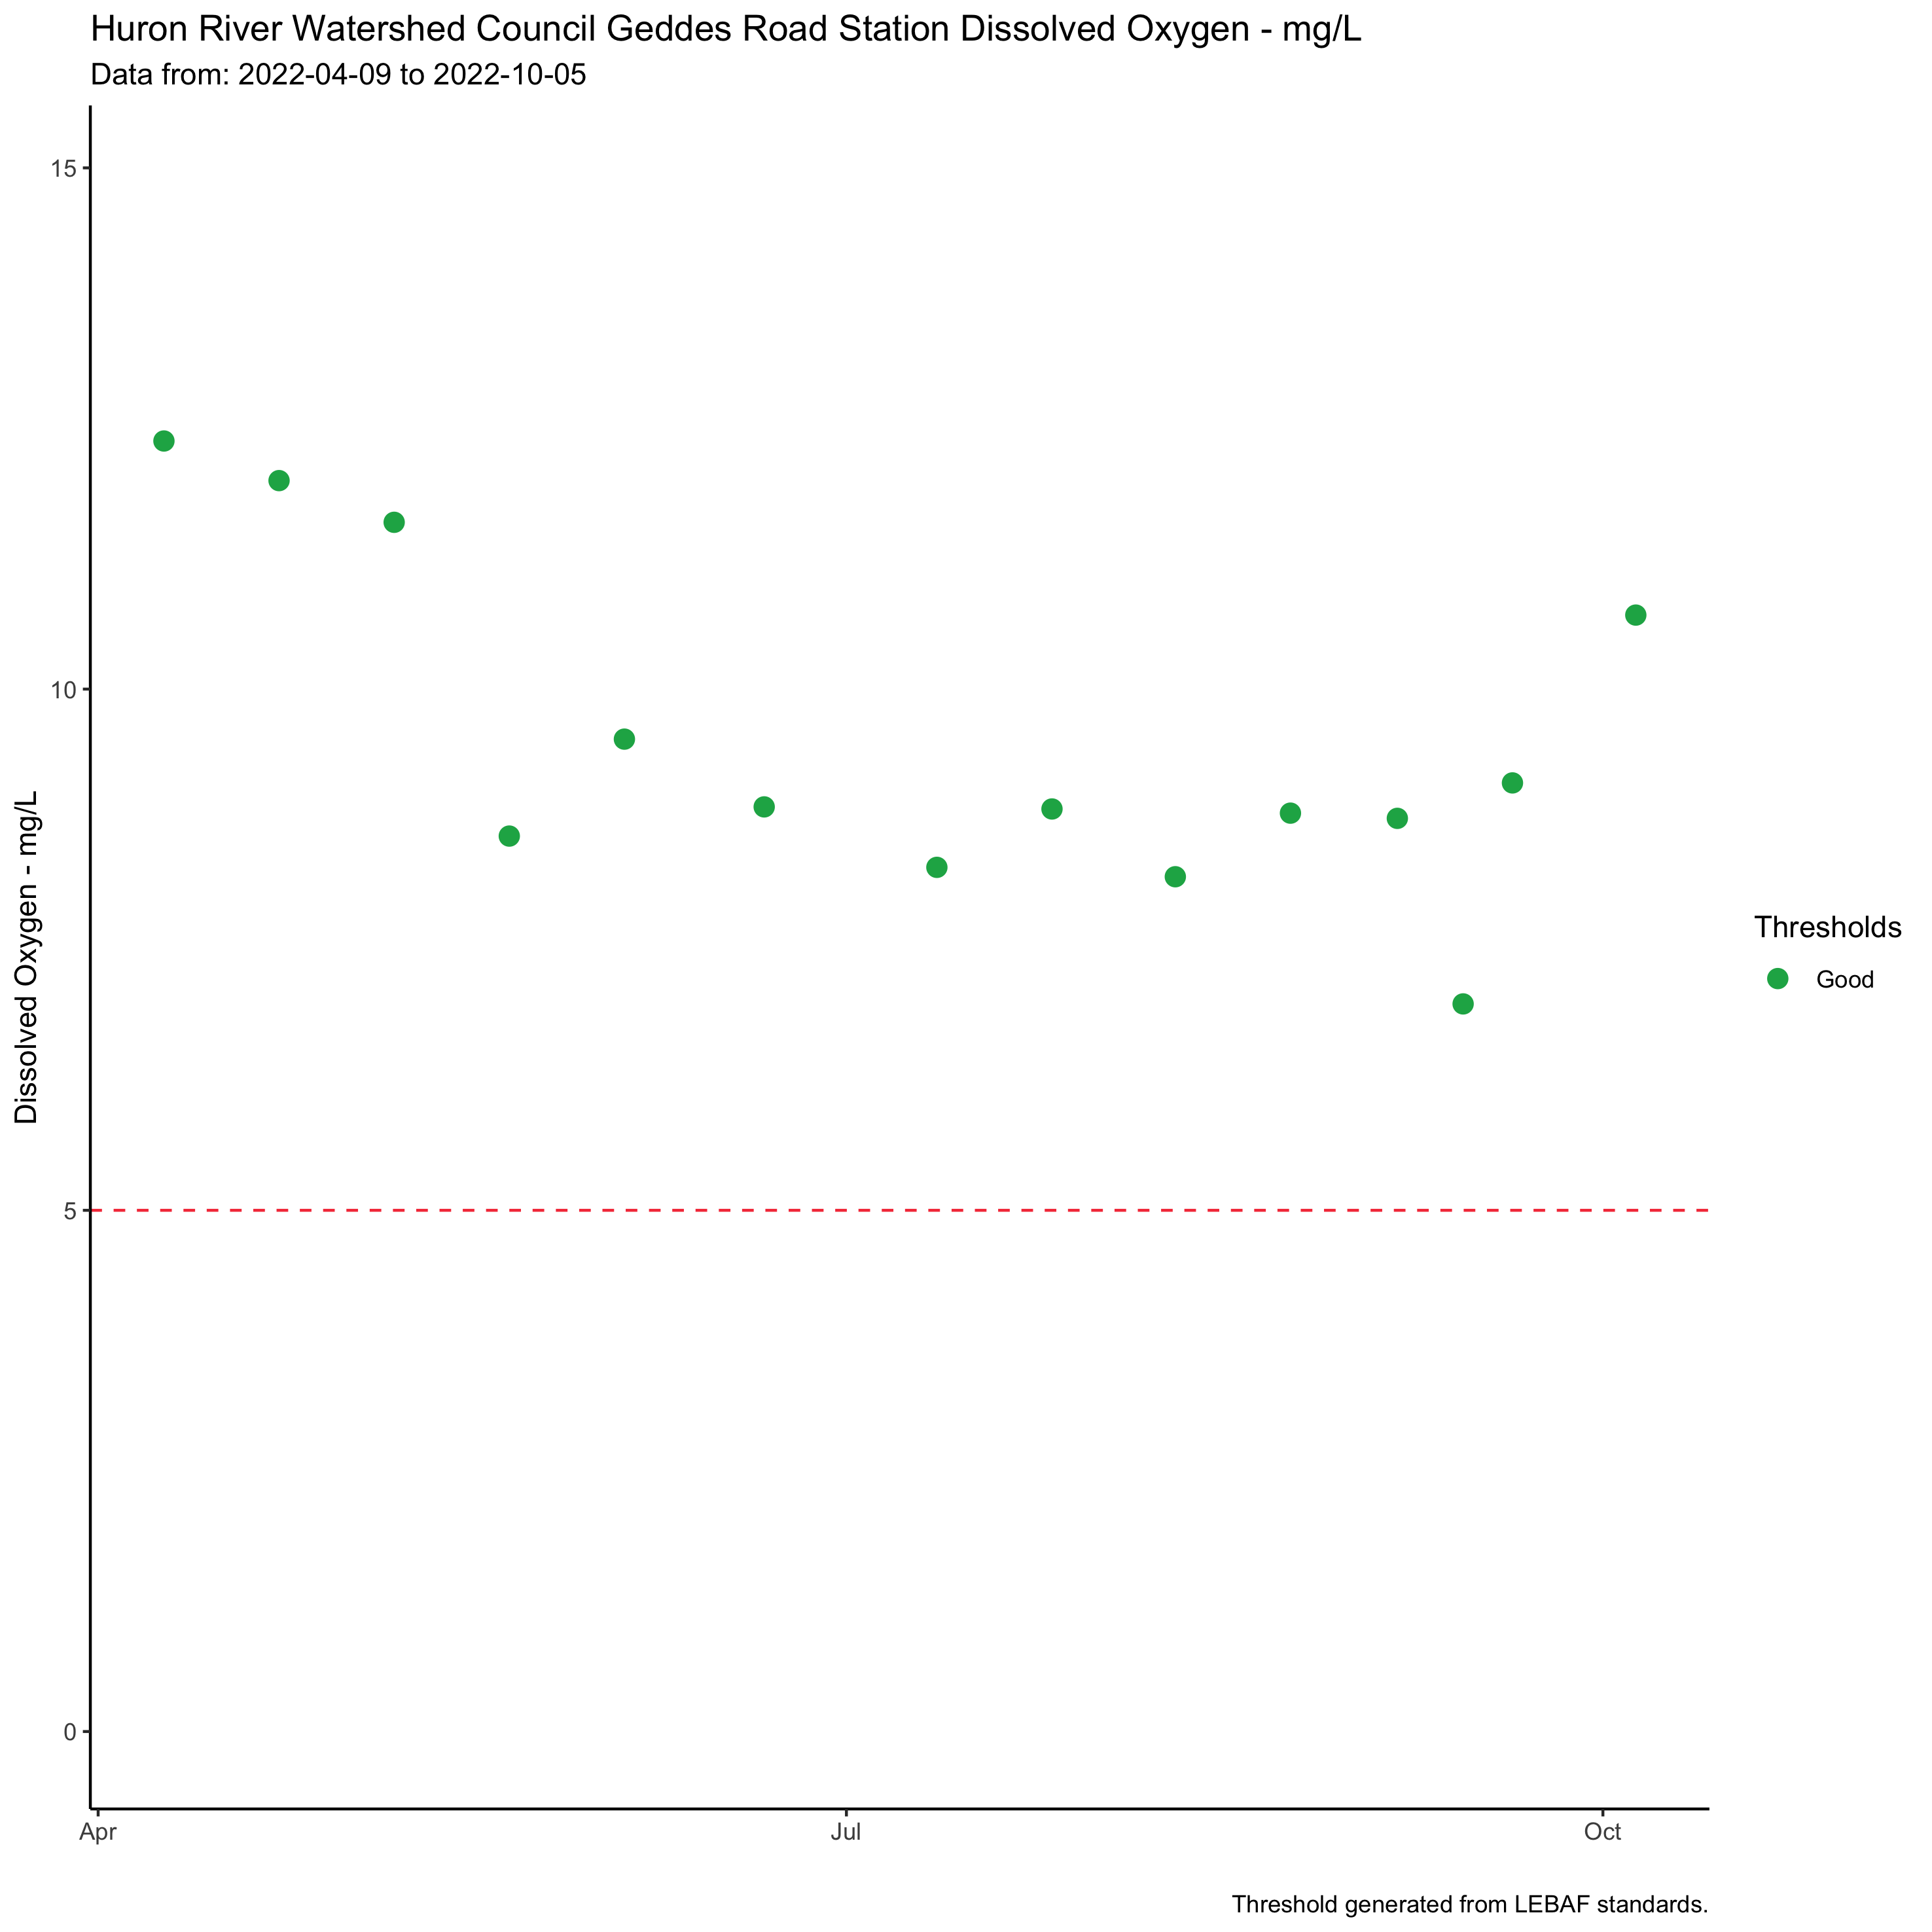 Huron River Watershed Council Geddes Road Station Dissolved Oxygen - mg/L
Data from: 2022-04-09 to 2022-10-05
15
10
5
0
Dissolved Oxygen - mg/L
Thresholds
Good
Apr
Jul
Oct
Threshold generated from LEBAF standards.